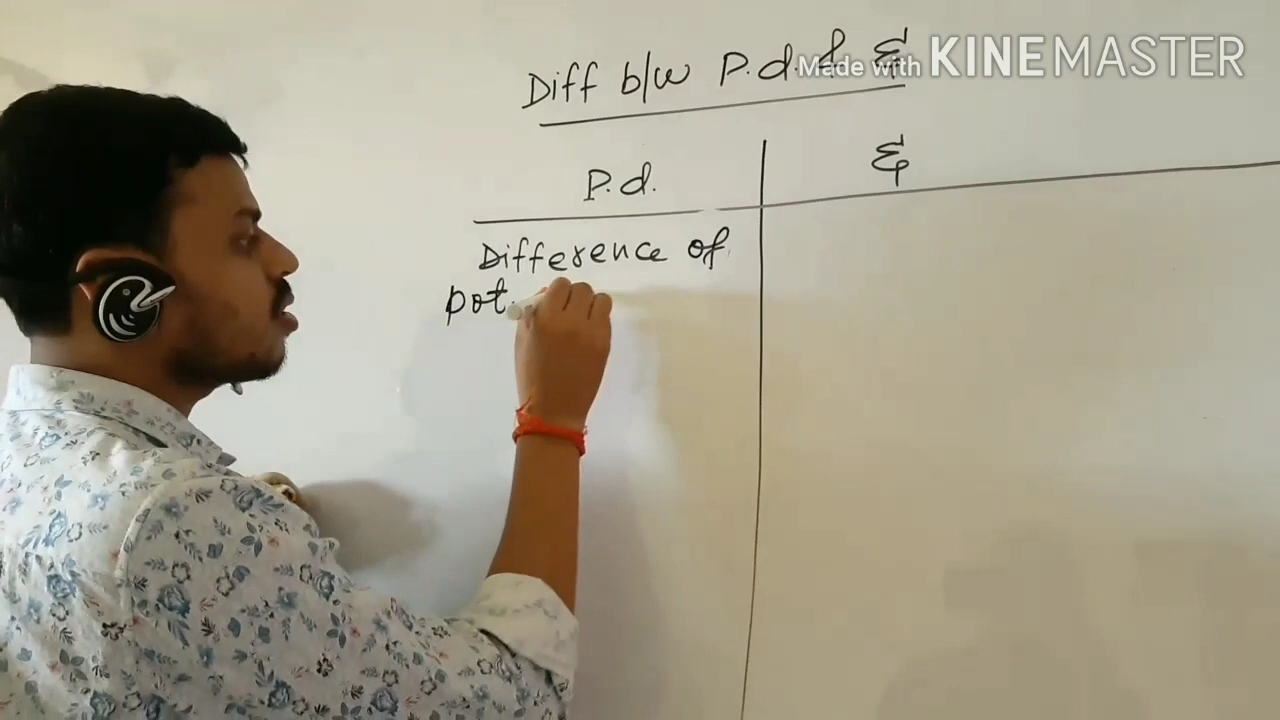 Diff b/w P.d. & ξ
Made with KINEMASTER
P.d.
ξ
Difference of
pot